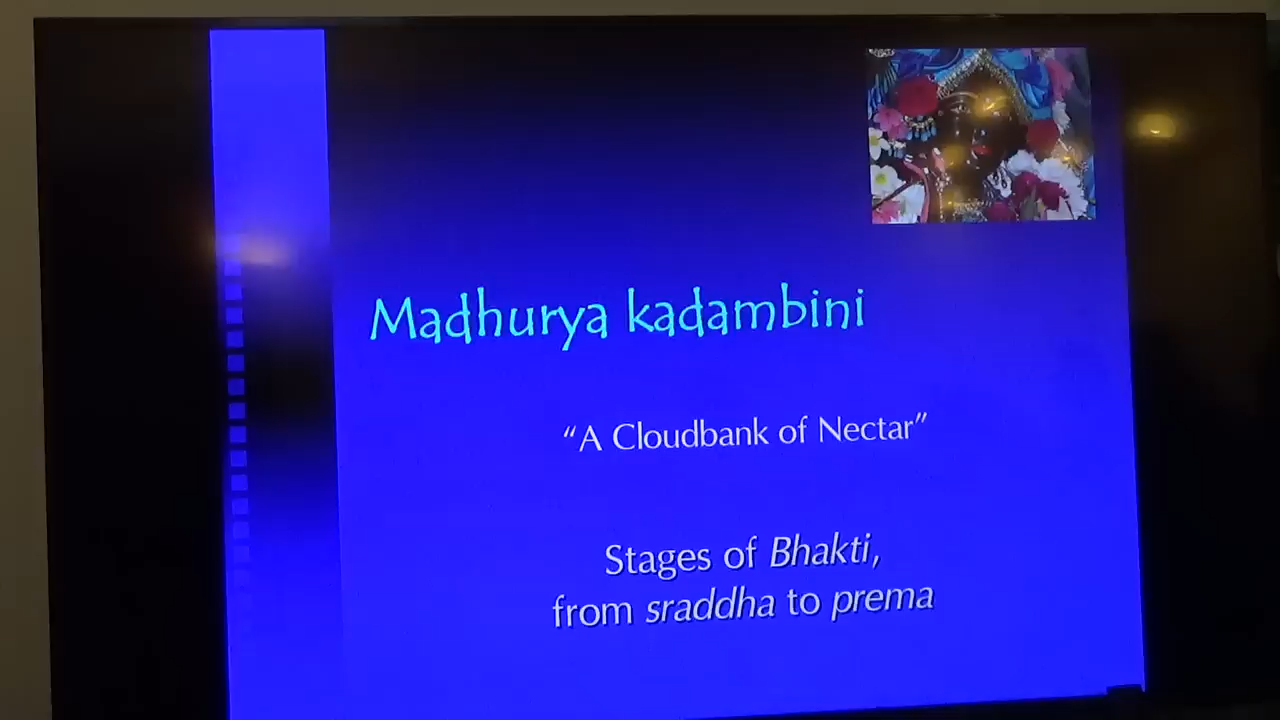 Madhurya kadambini
“A Cloudbank of Nectar”
Stages of Bhakti,
from sraddha to prema